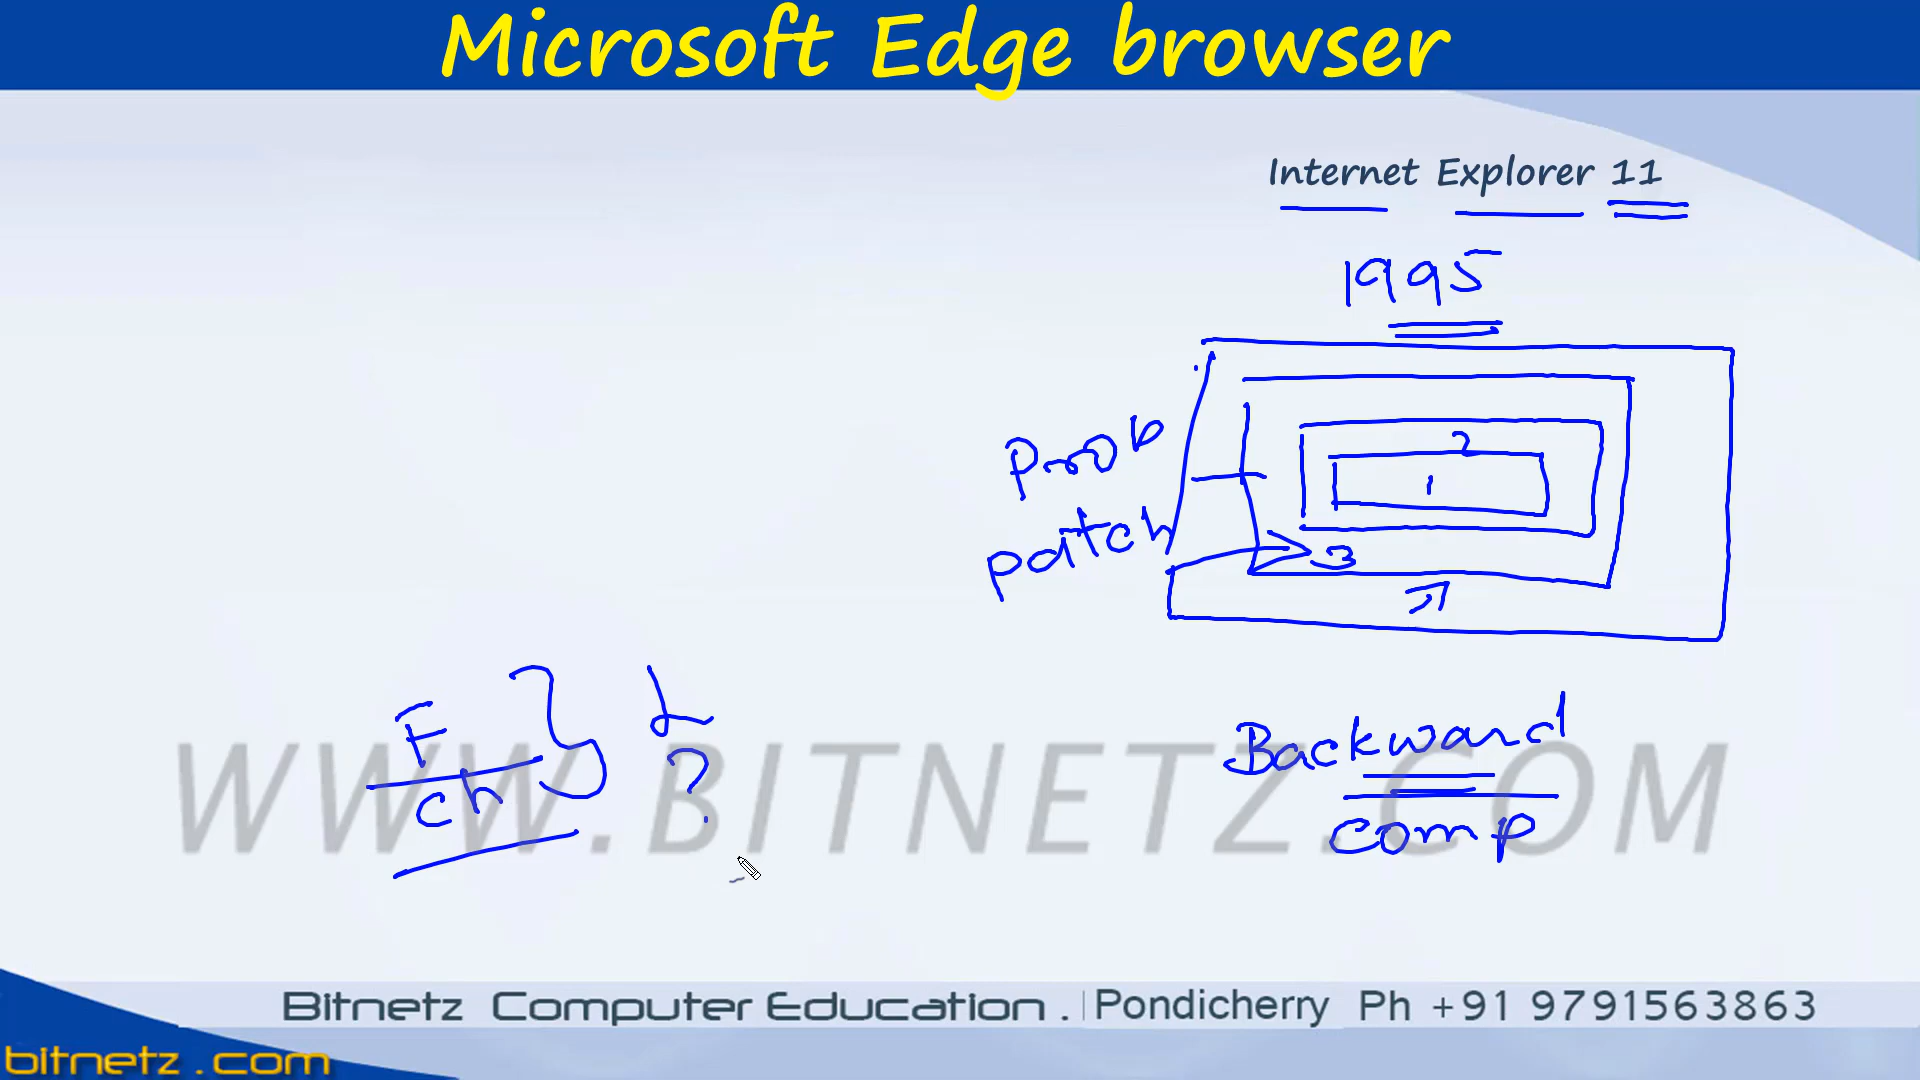 Microsoft Edge browser
Internet Explorer 11
1995
2
1
Prob
patch
3
F
ch
?
Backward
comp
WWW.BITNETZ.COM
Bitnetz Computer Education . | Pondicherry Ph +91 9791563863
bitnetz .com